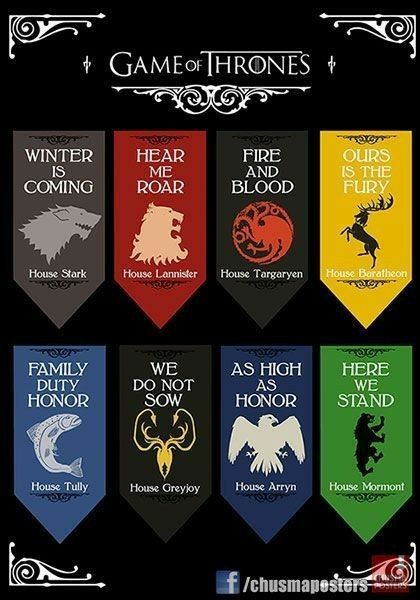 GAME OF THRONES
WINTER
IS
COMING
House Stark
HEAR
ME
ROAR
House Lannister
FIRE
AND
BLOOD
House Targaryen
OURS
IS THE
FURY
House Baratheon
FAMILY
DUTY
HONOR
House Tully
WE
DO NOT
SOW
House Greyjoy
AS HIGH
AS
HONOR
House Arryn
HERE
WE
STAND
House Mormont
f /chusmaposters